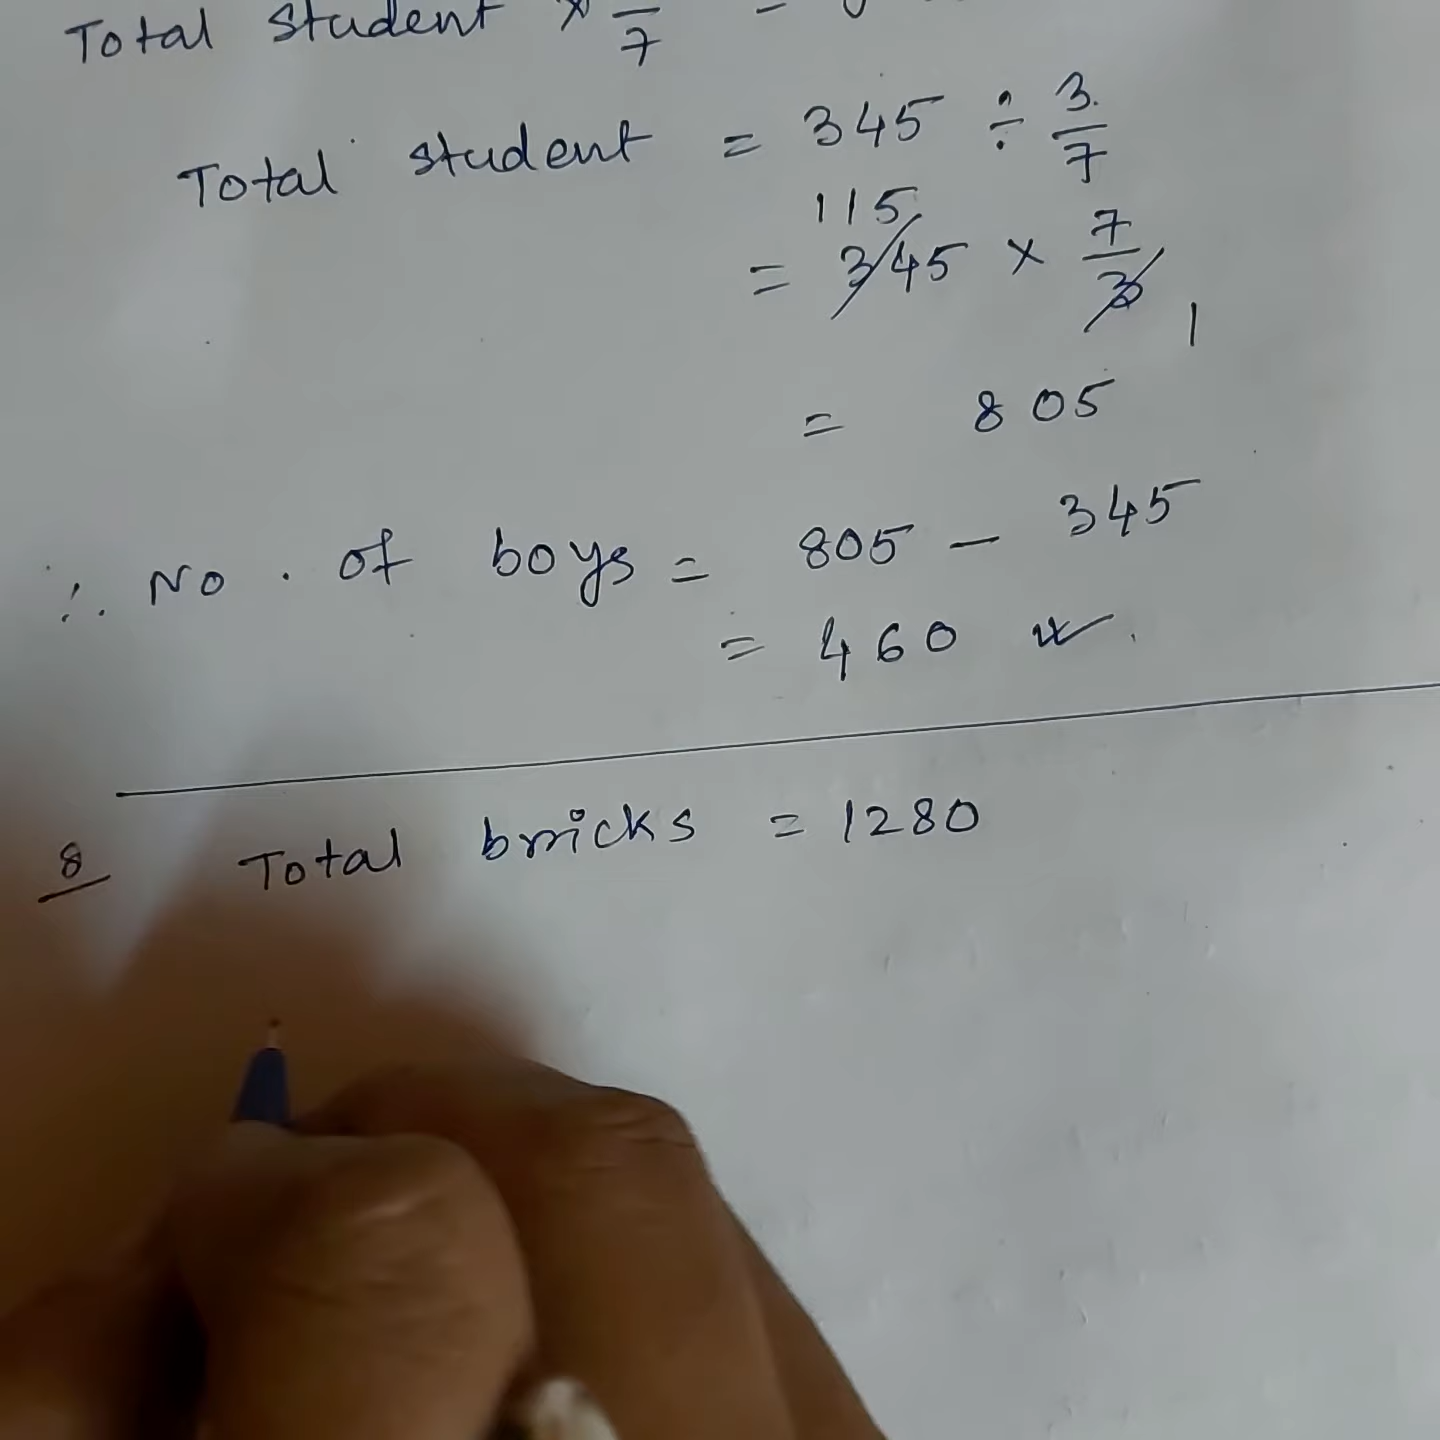 Total student × — =
7
Total student = 345 ÷ 3/7
115
= 345 × 7/3
1
= 805
∴ No. of boys = 805 - 345
= 460
8 Total bricks = 1280